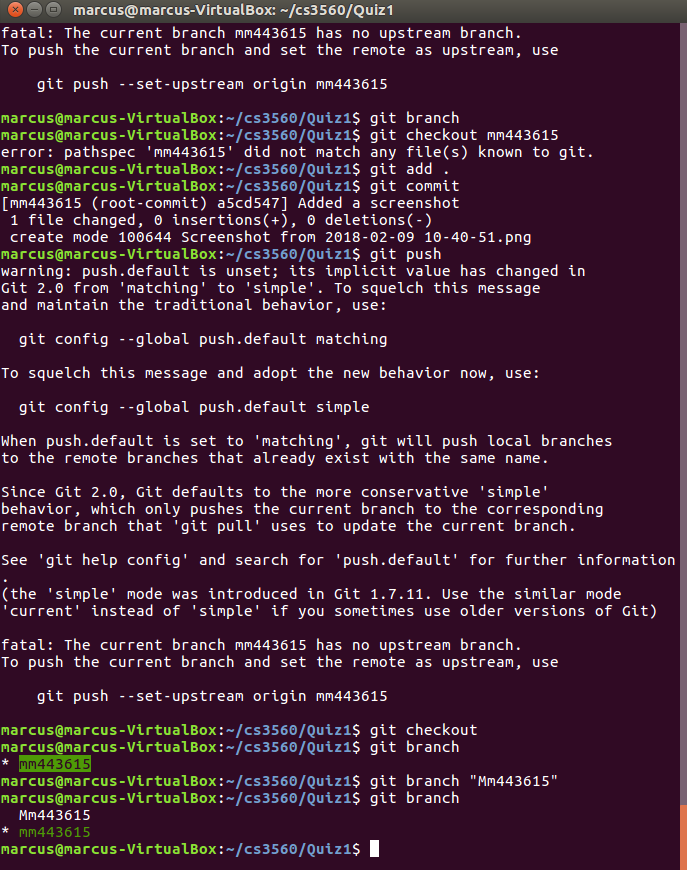 marcus@marcus-VirtualBox: ~/cs3560/Quiz1
fatal: The current branch mm443615 has no upstream branch.
To push the current branch and set the remote as upstream, use
git push --set-upstream origin mm443615
marcus@marcus-VirtualBox:~/cs3560/Quiz1$ git branch
marcus@marcus-VirtualBox:~/cs3560/Quiz1$ git checkout mm443615
error: pathspec 'mm443615' did not match any file(s) known to git.
marcus@marcus-VirtualBox:~/cs3560/Quiz1$ git add .
marcus@marcus-VirtualBox:~/cs3560/Quiz1$ git commit
[mm443615 (root-commit) a5cd547] Added a screenshot
1 file changed, 0 insertions(+), 0 deletions(-)
create mode 100644 Screenshot from 2018-02-09 10-40-51.png
marcus@marcus-VirtualBox:~/cs3560/Quiz1$ git push
warning: push.default is unset; its implicit value has changed in
Git 2.0 from 'matching' to 'simple'. To squelch this message
and maintain the traditional behavior, use:
git config --global push.default matching
To squelch this message and adopt the new behavior now, use:
git config --global push.default simple
When push.default is set to 'matching', git will push local branches
to the remote branches that already exist with the same name.
Since Git 2.0, Git defaults to the more conservative 'simple'
behavior, which only pushes the current branch to the corresponding
remote branch that 'git pull' uses to update the current branch.
See 'git help config' and search for 'push.default' for further information
.
(the 'simple' mode was introduced in Git 1.7.11. Use the similar mode
'current' instead of 'simple' if you sometimes use older versions of Git)
fatal: The current branch mm443615 has no upstream branch.
To push the current branch and set the remote as upstream, use
git push --set-upstream origin mm443615
marcus@marcus-VirtualBox:~/cs3560/Quiz1$ git checkout
marcus@marcus-VirtualBox:~/cs3560/Quiz1$ git branch
* mm443615
marcus@marcus-VirtualBox:~/cs3560/Quiz1$ git branch "Mm443615"
marcus@marcus-VirtualBox:~/cs3560/Quiz1$ git branch
Mm443615
* mm443615
marcus@marcus-VirtualBox:~/cs3560/Quiz1$